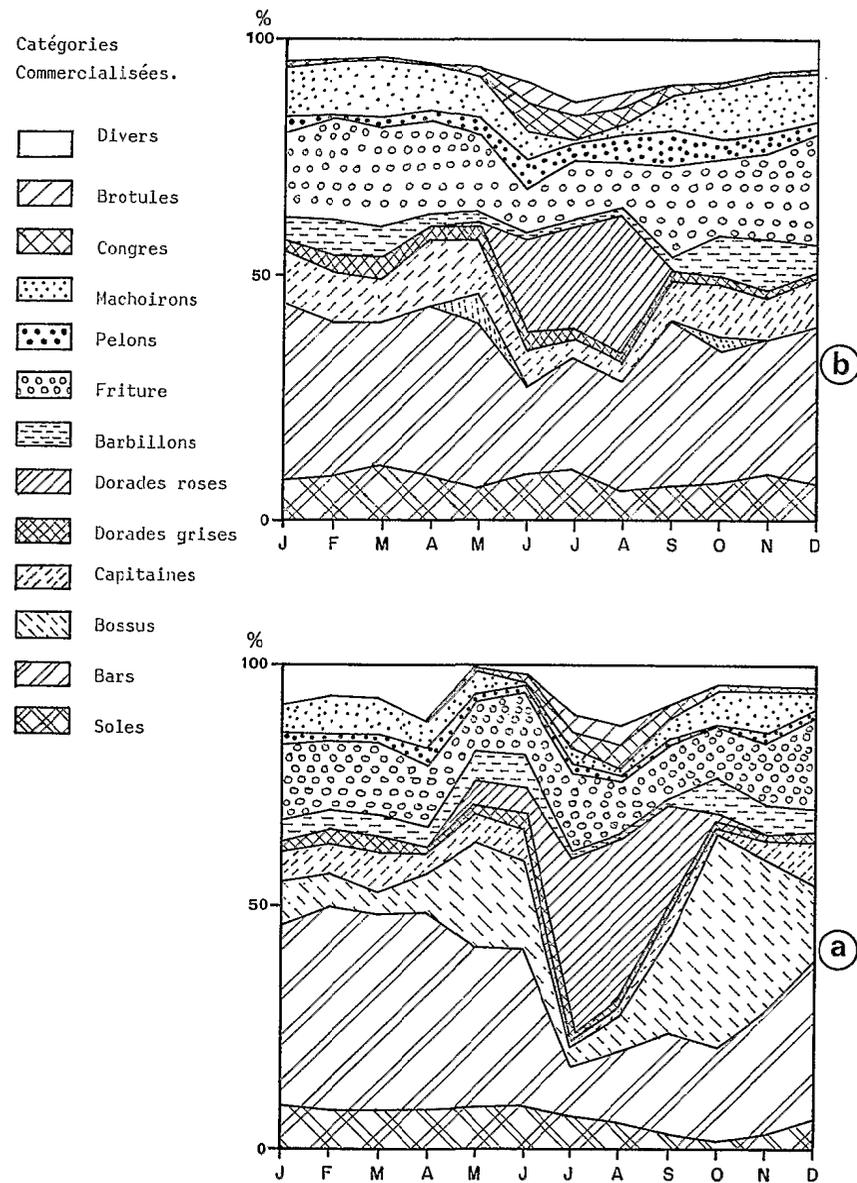 Catégories
Commercialisées.
Divers
Brotules
Congres
Machoirons
Pelons
Friture
Barbillons
Dorades roses
Dorades grises
Capitaines
Bossus
Bars
Soles
%
100
50
0
J F M A M J J A S O N D
b
%
100
50
0
J F M A M J J A S O N D
a